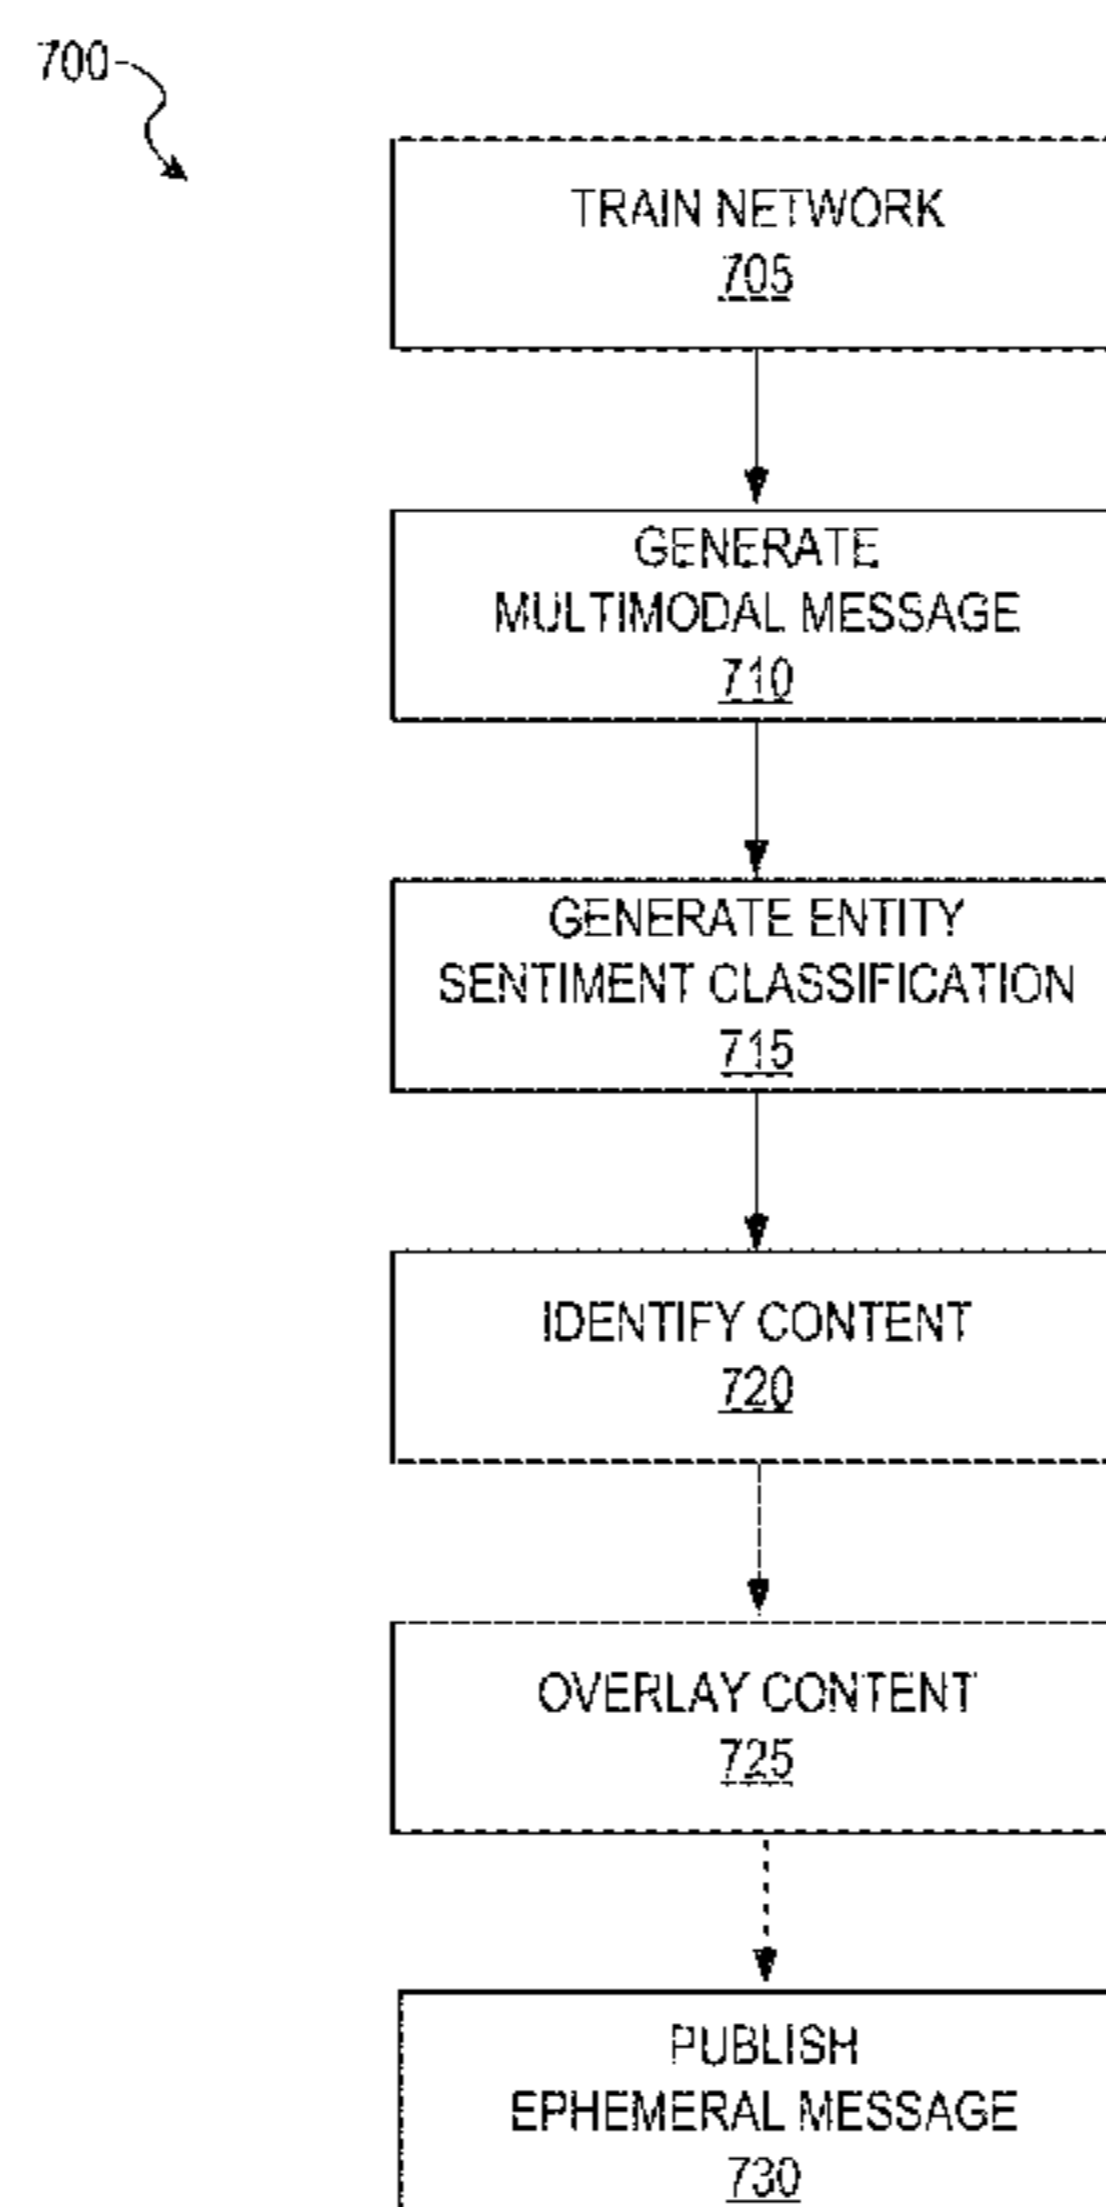 700
TRAIN NETWORK
705
GENERATE
MULTIMODAL MESSAGE
710
GENERATE ENTITY
SENTIMENT CLASSIFICATION
715
IDENTIFY CONTENT
720
OVERLAY CONTENT
725
PUBLISH
EPHEMERAL MESSAGE
730